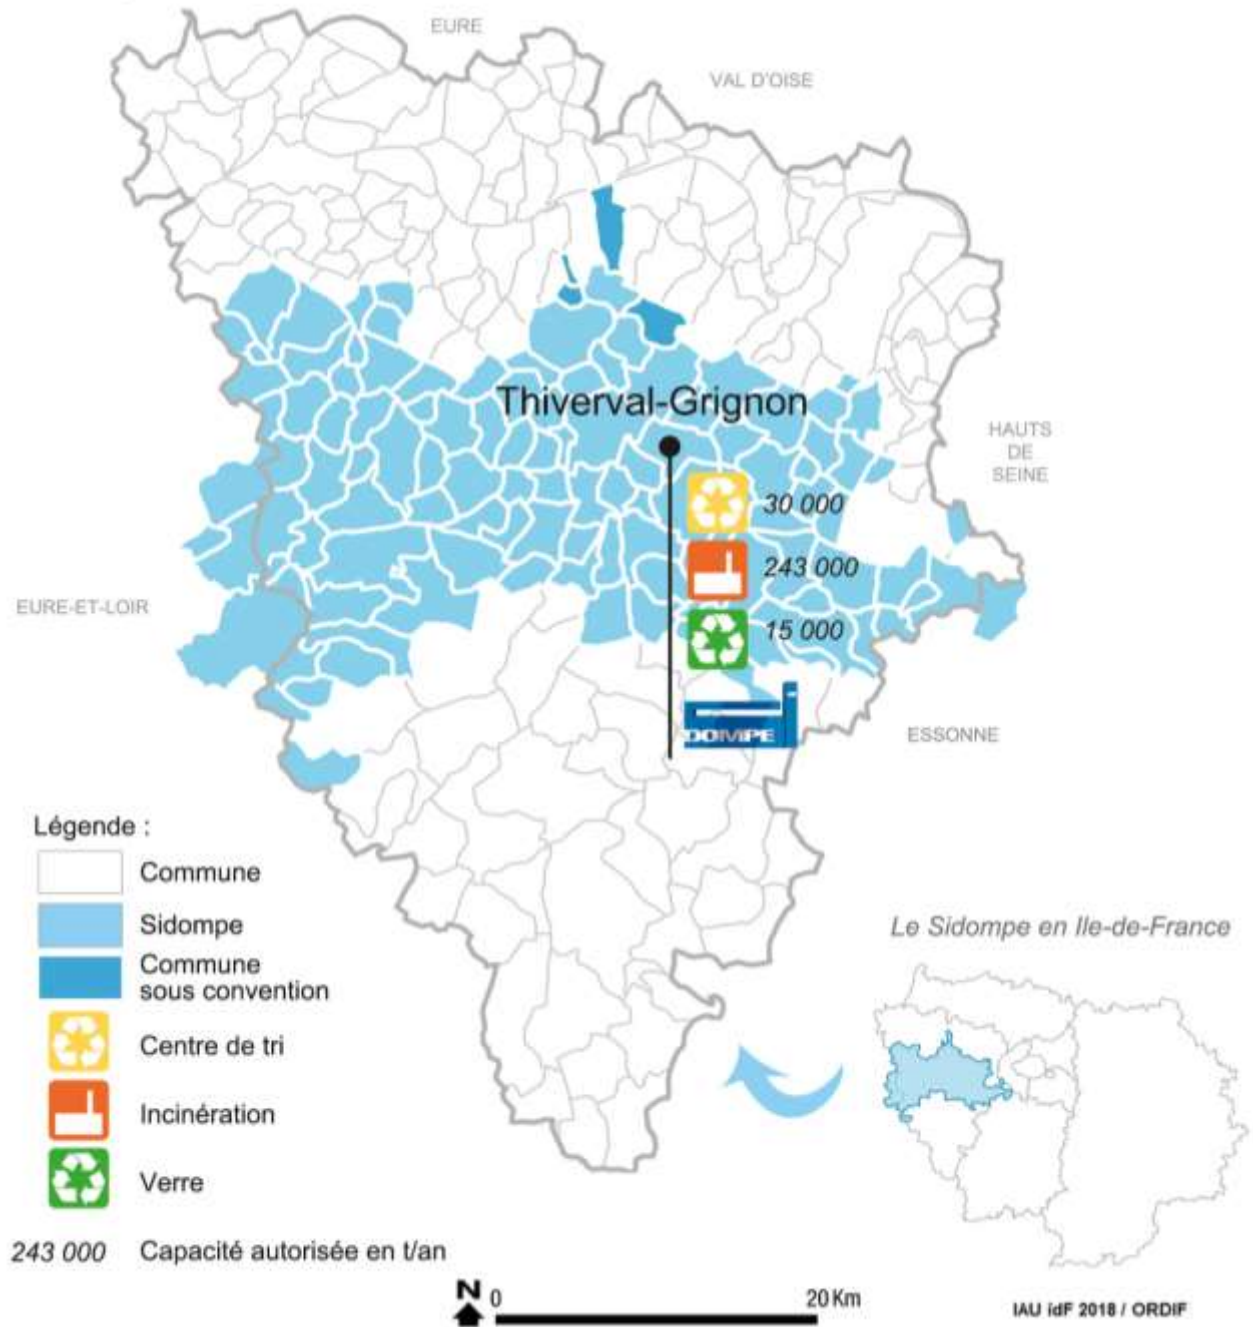 EURE
VAL D'OISE
Thiverval-Grignon
HAUTS
DE
SEINE
30 000
243 000
15 000
EURE-ET-LOIR
DOMPE
ESSONNE
Légende :
Commune
Sidompe
Commune
sous convention
Centre de tri
Incinération
Verre
243 000 Capacité autorisée en t/an
Le Sidompe en Ile-de-France
N 0 20 Km
IAU îdF 2018 / ORDIF